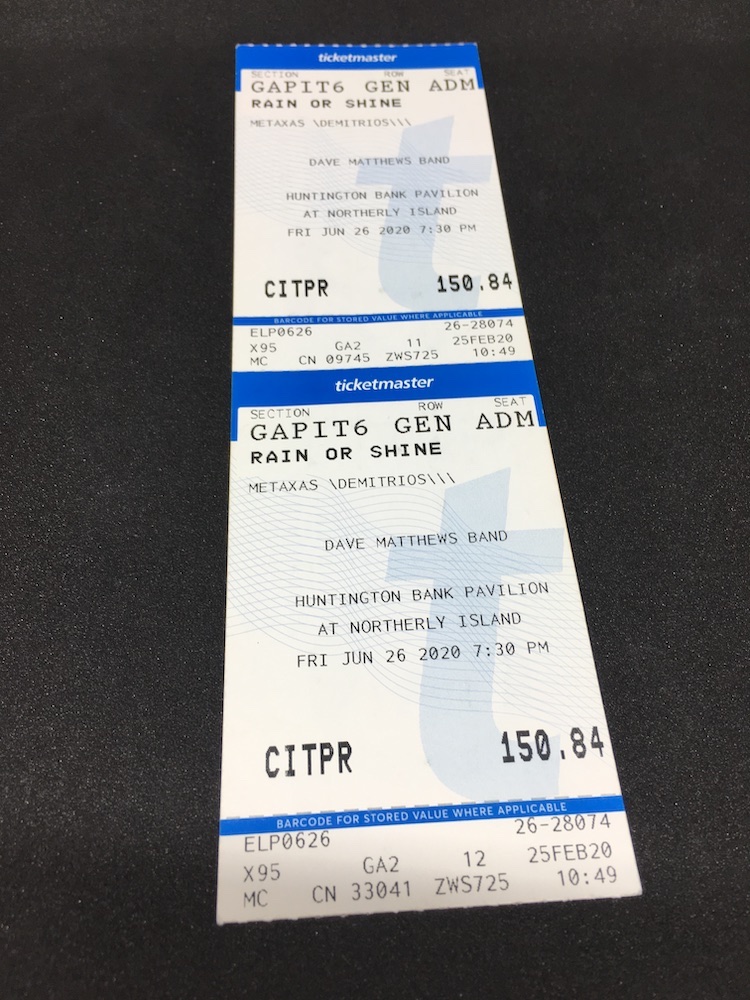 ticketmaster
SECTION ROW SEAT
GAPIT6 GEN ADM
RAIN OR SHINE
METAXAS \DEMITRIOS\\\
DAVE MATTHEWS BAND
HUNTINGTON BANK PAVILION
AT NORTHERLY ISLAND
FRI JUN 26 2020 7:30 PM
CITPR 150.84
BARCODE FOR STORED VALUE WHERE APPLICABLE
ELP0626 26-28074
X95 GA2 11 25FEB20
MC CN 09745 ZWS725 10:49
ticketmaster
SECTION ROW SEAT
GAPIT6 GEN ADM
RAIN OR SHINE
METAXAS \DEMITRIOS\\\
DAVE MATTHEWS BAND
HUNTINGTON BANK PAVILION
AT NORTHERLY ISLAND
FRI JUN 26 2020 7:30 PM
CITPR 150.84
BARCODE FOR STORED VALUE WHERE APPLICABLE
ELP0626 26-28074
X95 GA2 12 25FEB20
MC CN 33041 ZWS725 10:49